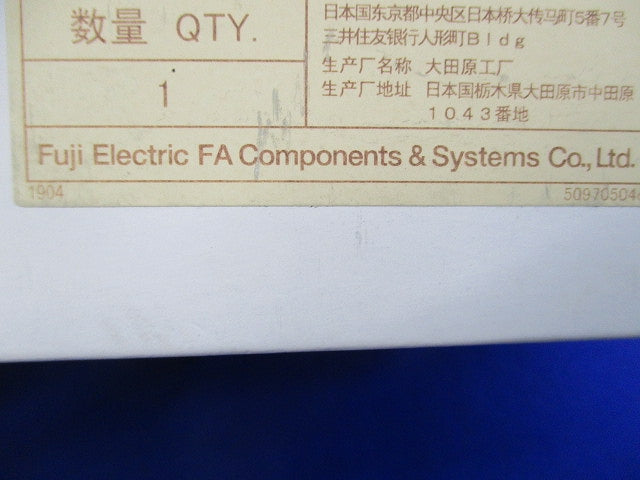 数量 QTY.
1
日本国东京都中央区日本桥大传马町5番7号
三井住友银行人形町Bldg
生产厂名称 大田原工厂
生产厂地址 日本国栃木県大田原市中田原
1043番地
Fuji Electric FA Components & Systems Co., Ltd.
1904
50970504